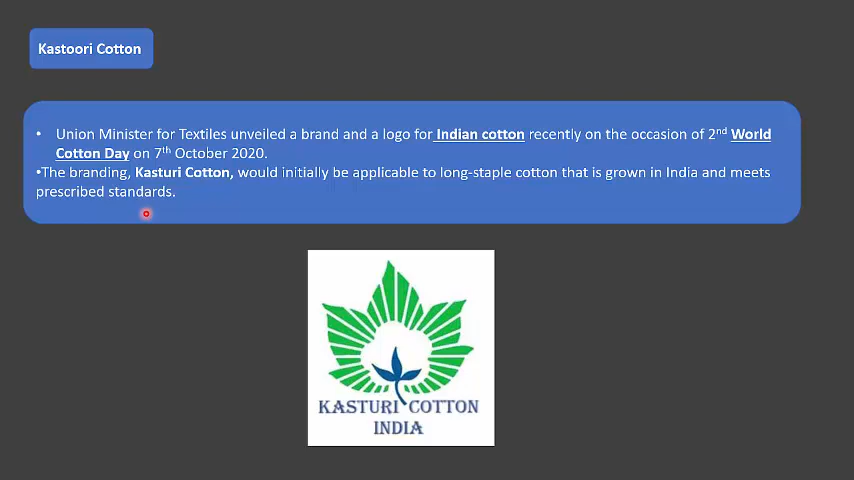 Kastoori Cotton
• Union Minister for Textiles unveiled a brand and a logo for Indian cotton recently on the occasion of 2nd World
Cotton Day on 7th October 2020.
•The branding, Kasturi Cotton, would initially be applicable to long-staple cotton that is grown in India and meets
prescribed standards.
KASTURI COTTON
INDIA